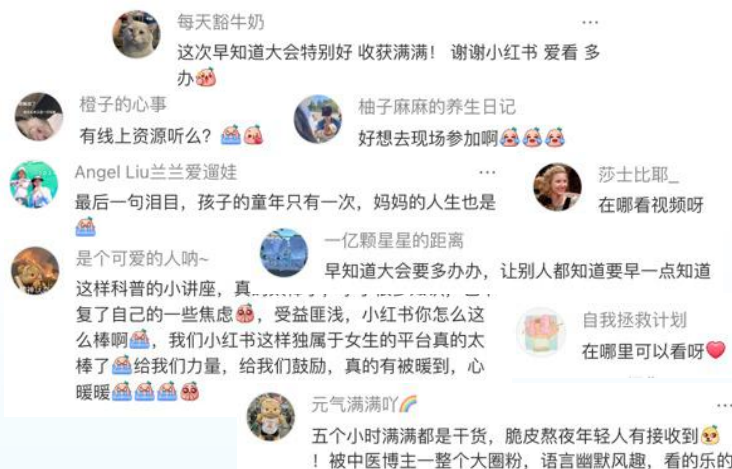 每天豁牛奶
这次早知道大会特别好 收获满满！ 谢谢小红书 爱看 多
办
橙子的心事
有线上资源听么？
柚子麻麻的养生日记
好想去现场参加啊
Angel Liu兰兰爱遛娃
最后一句泪目，孩子的童年只有一次，妈妈的人生也是
莎士比耶_
在哪看视频呀
一亿颗星星的距离
早知道大会要多办办，让别人都知道要早一点知道
是个可爱的人呐~
这样科普的小讲座，真
复了自己的一些焦虑，受益匪浅，小红书你怎么这
么棒啊，我们小红书这样独属于女生的平台真的太
棒了给我们力量，给我们鼓励，真的有被暖到，心
暖暖
自我拯救计划
在哪里可以看呀
元气满满吖
五个小时满满都是干货，脆皮熬夜年轻人有接收到
！被中医博主一整个大圈粉，语言幽默风趣，看的乐的